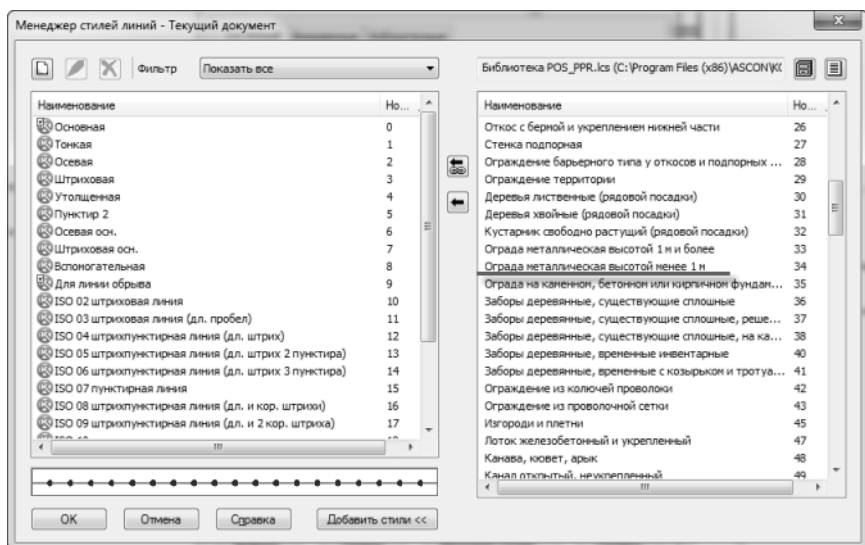 Менеджер стилей линий - Текущий документ
Фильтр Показать все
Библиотека POS_PPR.lcs (C:\Program Files (x86)\ASCON\KO
Наименование Но...
Основная 0
Тонкая 1
Осевая 2
Штриховая 3
Утолщенная 4
Пунктир 2 5
Осевая осн. 6
Штриховая осн. 7
Вспомогательная 8
Для линии обрыва 9
ISO 02 штриховая линия 10
ISO 03 штриховая линия (дл. пробел) 11
ISO 04 штрихпунктирная линия (дл. штрих) 12
ISO 05 штрихпунктирная линия (дл. штрих 2 пунктира) 13
ISO 06 штрихпунктирная линия (дл. штрих 3 пунктира) 14
ISO 07 пунктирная линия 15
ISO 08 штрихпунктирная линия (дл. и кор. штрихи) 16
ISO 09 штрихпунктирная линия (дл. и 2 кор. штриха) 17
Наименование Но...
Откос с бермой и укреплением нижней части 26
Стенка подпорная 27
Ограждение барьерного типа у откосов и подпорных ... 28
Ограждение территории 29
Деревья лиственные (рядовой посадки) 30
Деревья хвойные (рядовой посадки) 31
Кустарник свободно растущий (рядовой посадки) 32
Ограда металлическая высотой 1 м и более 33
Ограда металлическая высотой менее 1 м 34
Ограда на каменном, бетонном или кирпичном фундам... 35
Заборы деревянные, существующие сплошные 36
Заборы деревянные, существующие сплошные, реше... 37
Заборы деревянные, существующие сплошные, на ка... 38
Заборы деревянные, временные инвентарные 40
Заборы деревянные, временные с козырьком и тротуа... 41
Ограждение из колючей проволоки 42
Ограждение из проволочной сетки 43
Изгороди и плетни 45
Лоток железобетонный и укрепленный 47
Канава, кювет, арык 48
Канал открытый, неукрепленный 49
OK Отмена Справка Добавить стили <<